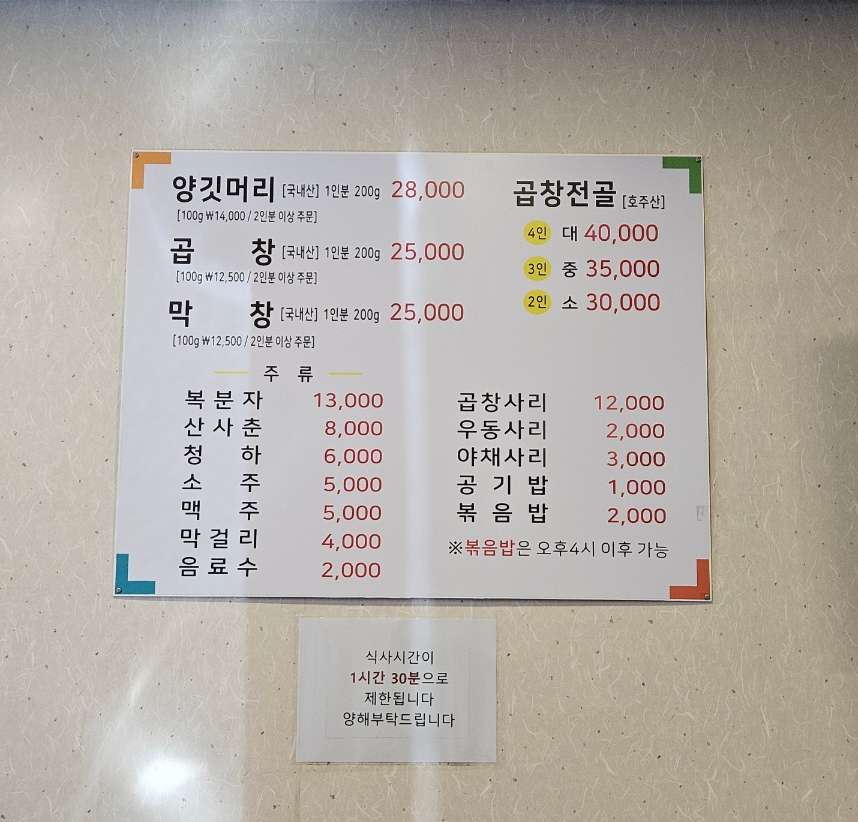 양깃머리 [국내산] 1인분 200g 28,000
[100g ₩14,000 / 2인분 이상 주문]
곱 창 [국내산] 1인분 200g 25,000
[100g ₩12,500 / 2인분 이상 주문]
막 창 [국내산] 1인분 200g 25,000
[100g ₩12,500 / 2인분 이상 주문]
곱창전골 [호주산]
4인 대 40,000
3인 중 35,000
2인 소 30,000
주 류
복 분 자 13,000
산 사 춘 8,000
청 하 6,000
소 주 5,000
맥 주 5,000
막 걸 리 4,000
음 료 수 2,000
곱창사리 12,000
우동사리 2,000
야채사리 3,000
공 기 밥 1,000
볶 음 밥 2,000
※볶음밥은 오후4시 이후 가능
식사시간이
1시간 30분으로
제한됩니다
양해부탁드립니다